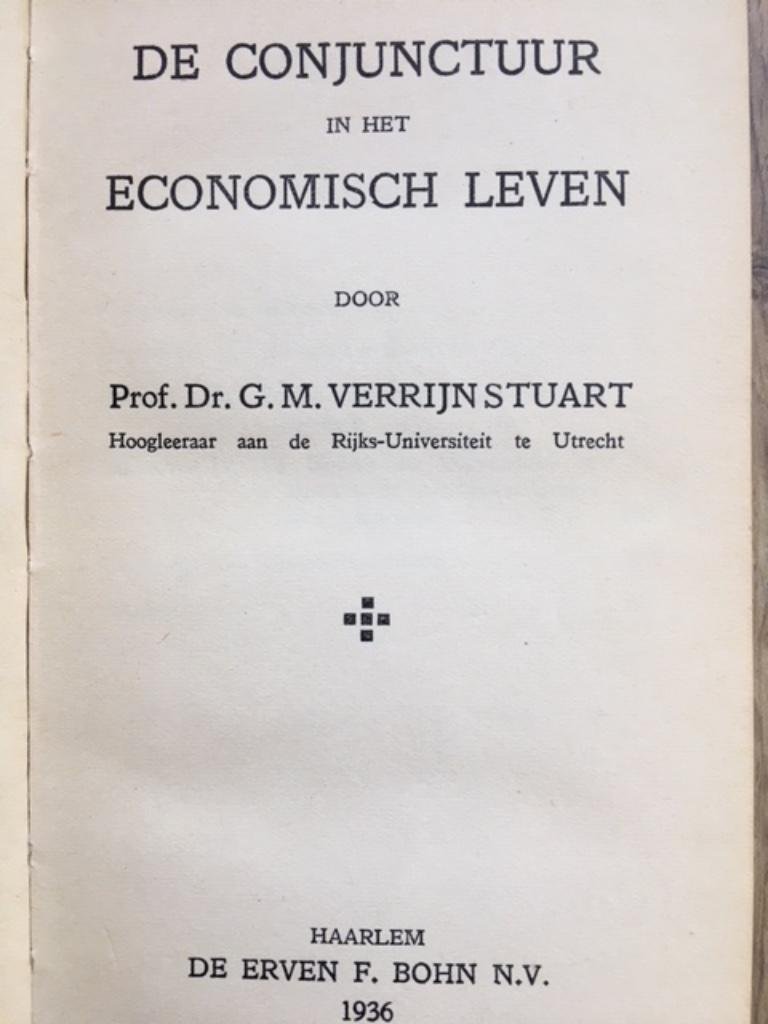 DE CONJUNCTUUR
IN HET
ECONOMISCH LEVEN
DOOR
Prof. Dr. G. M. VERRIJN STUART
Hoogleeraar aan de Rijks-Universiteit te Utrecht
HAARLEM
DE ERVEN F. BOHN N.V.
1936